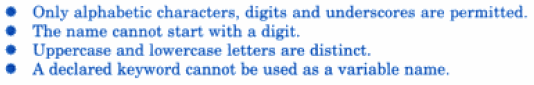 ● Only alphabetic characters, digits and underscores are permitted.
● The name cannot start with a digit.
● Uppercase and lowercase letters are distinct.
● A declared keyword cannot be used as a variable name.